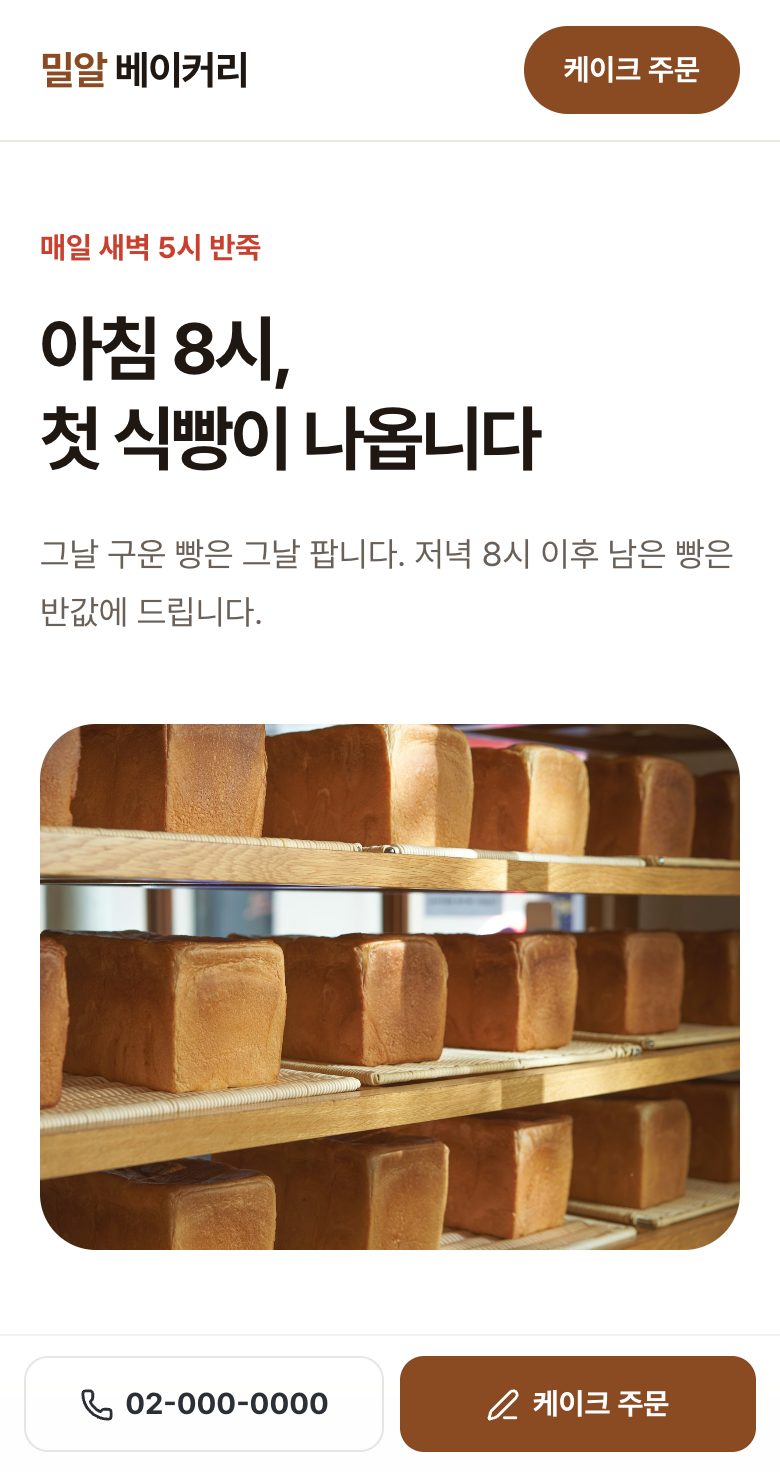 밀알 베이커리
케이크 주문
매일 새벽 5시 반죽
아침 8시,
첫 식빵이 나옵니다
그날 구운 빵은 그날 팝니다. 저녁 8시 이후 남은 빵은
반값에 드립니다.
02-000-0000
케이크 주문